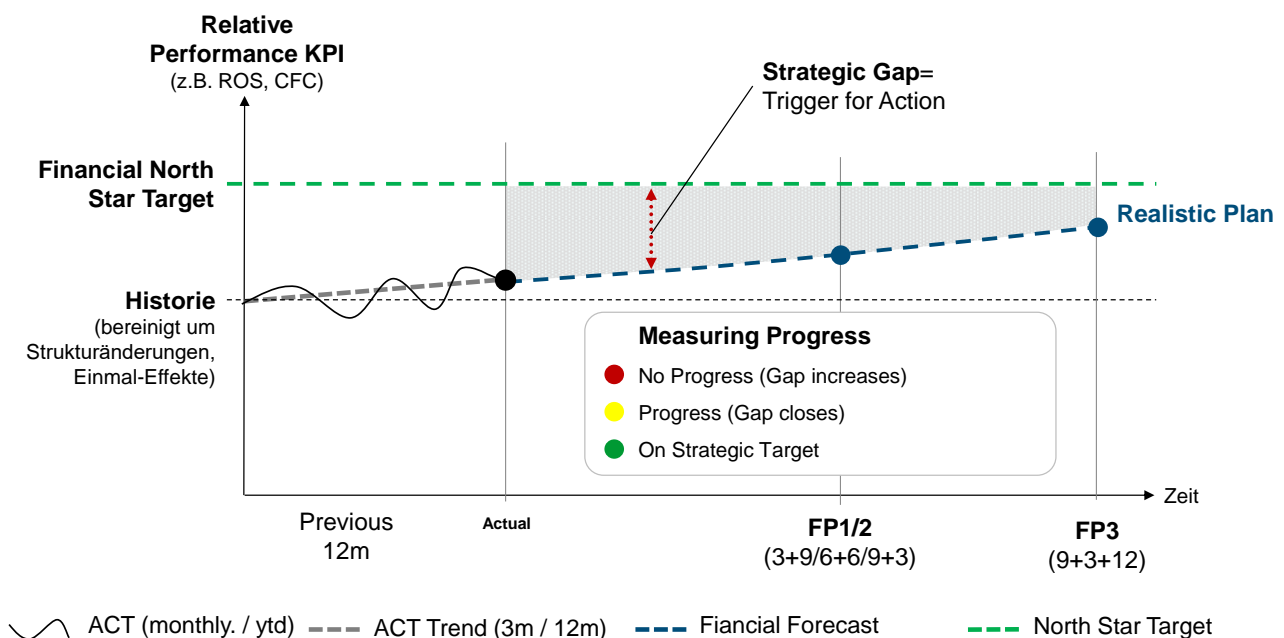 Relative
Performance KPI
(z.B. ROS, CFC)
Strategic Gap=
Trigger for Action
Financial North
Star Target
Realistic Plan
Historie
(bereinigt um
Strukturänderungen,
Einmal-Effekte)
Measuring Progress
No Progress (Gap increases)
Progress (Gap closes)
On Strategic Target
Zeit
Previous
12m
Actual
FP1/2
(3+9/6+6/9+3)
FP3
(9+3+12)
ACT (monthly. / ytd)
ACT Trend (3m / 12m)
Fiancial Forecast
North Star Target